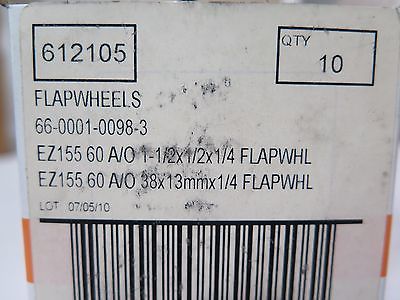 612105
QTY
10
FLAPWHEELS
66-0001-0098-3
EZ155 60 A/O 1-1/2x1/2x1/4 FLAPWHL
EZ155 60 A/O 38x13mmx1/4 FLAPWHL
LOT 07/05/10